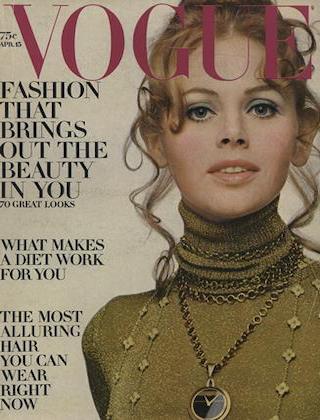 VOGUE
75¢
APR. 15
FASHION
THAT
BRINGS
OUT THE
BEAUTY
IN YOU
70 GREAT LOOKS
WHAT MAKES
A DIET WORK
FOR YOU
THE MOST
ALLURING
HAIR
YOU CAN
WEAR
RIGHT
NOW